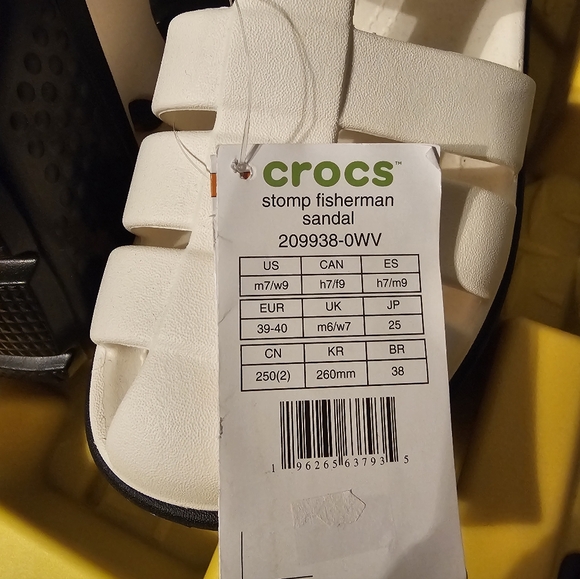 crocs™
stomp fisherman
sandal
209938-0WV
US CAN ES
m7/w9 h7/f9 h7/m9
EUR UK JP
39-40 m6/w7 25
CN KR BR
250(2) 260mm 38
1 96265 63793 5